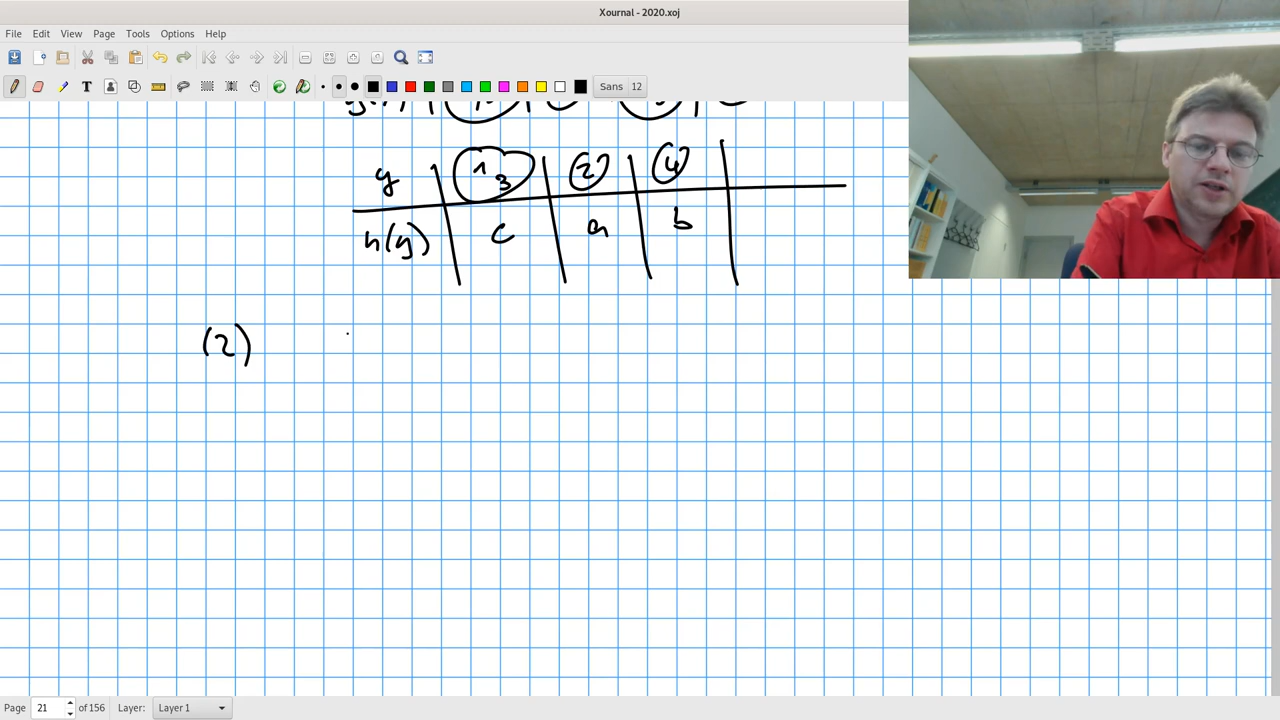 Xournal - 2020.xoj
File Edit View Page Tools Options Help
Sans 12
y 1 3 2 4
h(y) c a b
(2)
Page 21 of 156 Layer: Layer 1